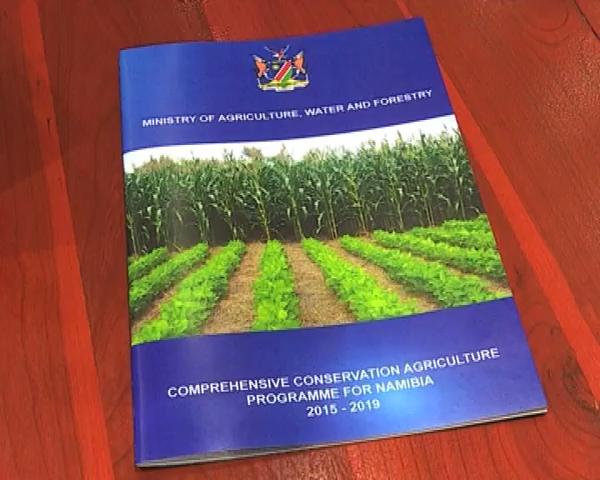 MINISTRY OF AGRICULTURE, WATER AND FORESTRY
COMPREHENSIVE CONSERVATION AGRICULTURE
PROGRAMME FOR NAMIBIA
2015 - 2019